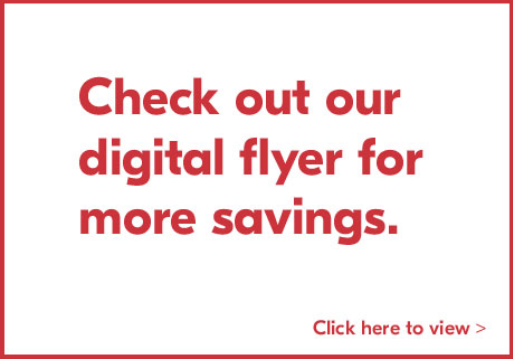 Check out our
digital flyer for
more savings.
Click here to view >